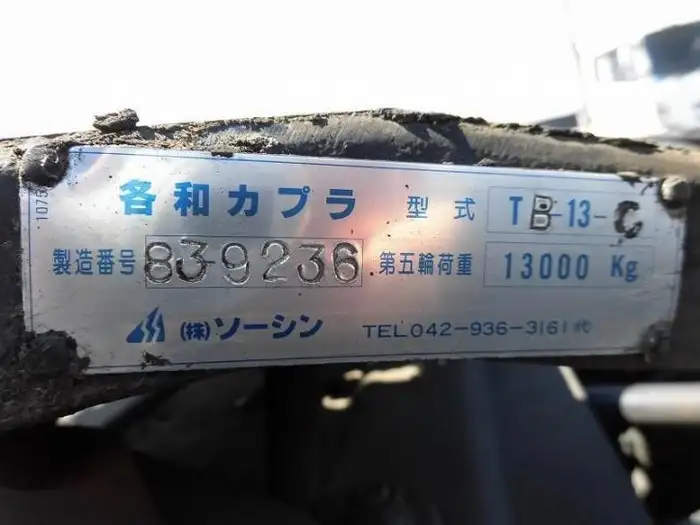 各和カプラ 型式 TB-13-C
製造番号 839236 第五輪荷重 13000 Kg
(株)ソーシン TEL042-936-3161代